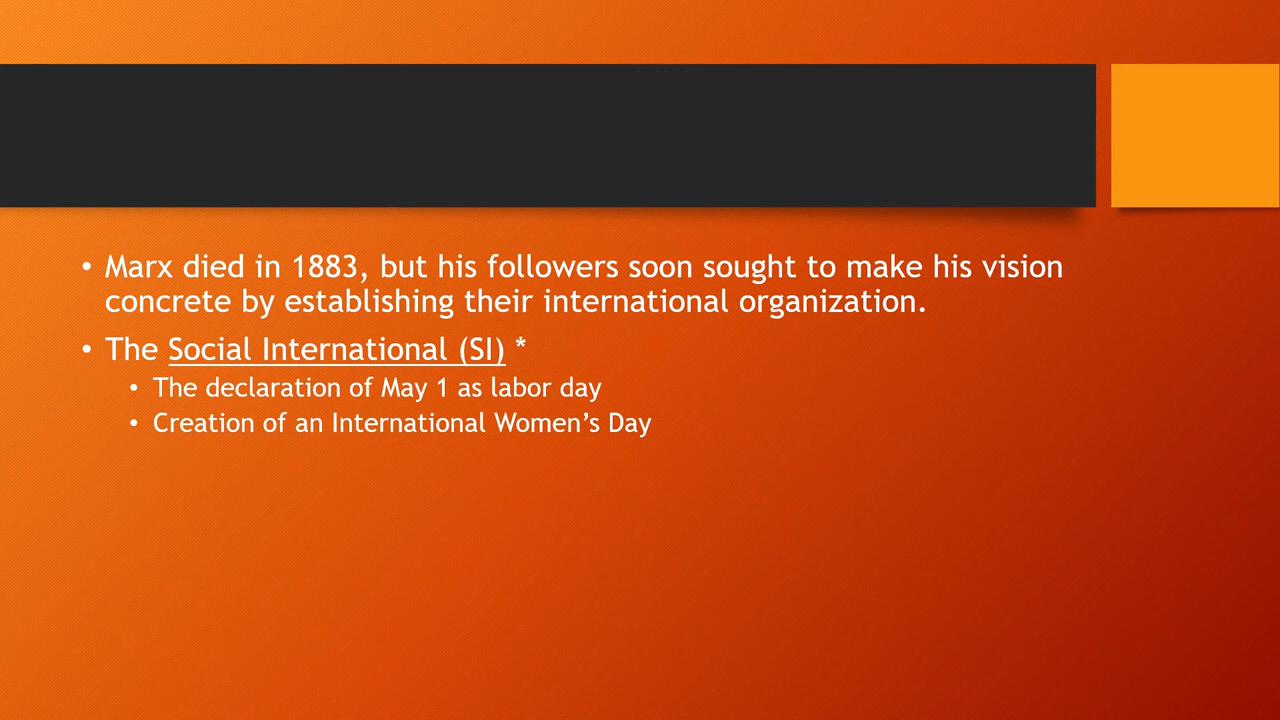 • Marx died in 1883, but his followers soon sought to make his vision
concrete by establishing their international organization.
• The Social International (SI) *
• The declaration of May 1 as labor day
• Creation of an International Women’s Day